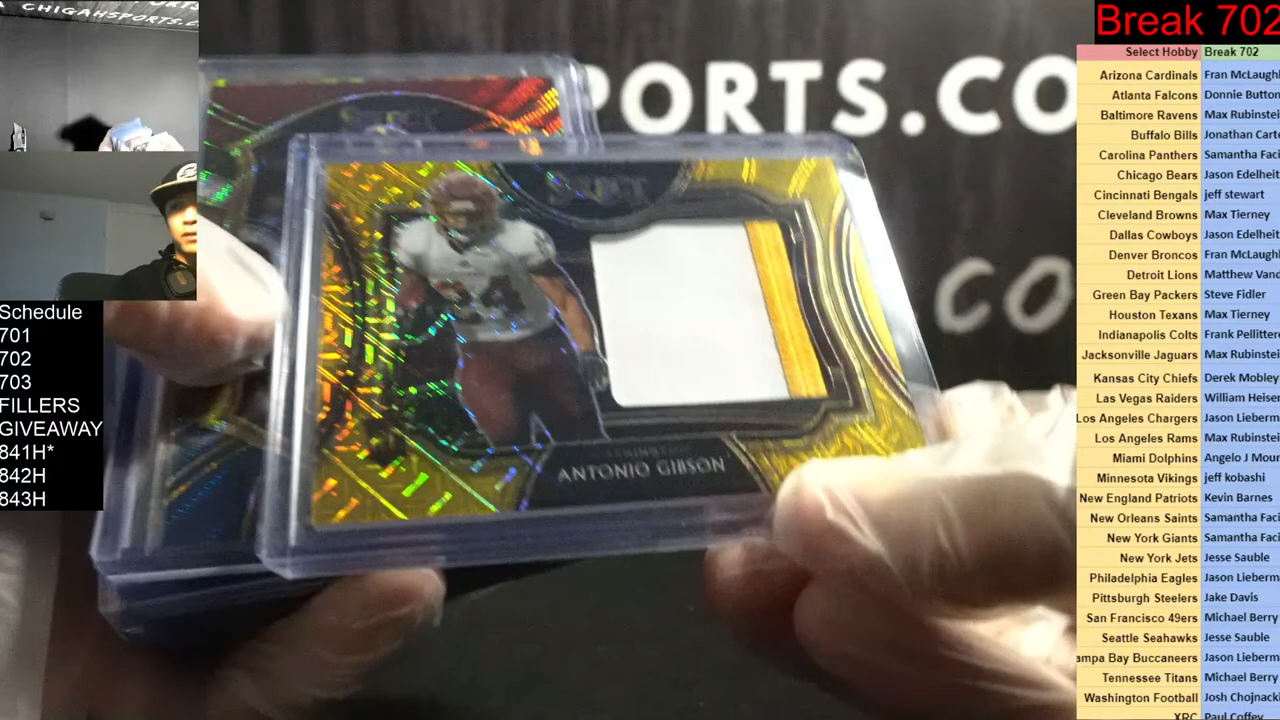 CHIGAHSPORTS.C
PORTS.CO
CO
SELECT
ANTONIO GIBSON
Schedule
701
702
703
FILLERS
GIVEAWAY
841H*
842H
843H
Break 702
Select Hobby Break 702
Arizona Cardinals Fran McLaughl
Atlanta Falcons Donnie Button
Baltimore Ravens Max Rubinstei
Buffalo Bills Jonathan Carte
Carolina Panthers Samantha Faci
Chicago Bears Jason Edelheit
Cincinnati Bengals jeff stewart
Cleveland Browns Max Tierney
Dallas Cowboys Jason Edelheit
Denver Broncos Fran McLaughl
Detroit Lions Matthew Vand
Green Bay Packers Steve Fidler
Houston Texans Max Tierney
Indianapolis Colts Frank Pellitter
Jacksonville Jaguars Max Rubinstei
Kansas City Chiefs Derek Mobley
Las Vegas Raiders William Heiser
Los Angeles Chargers Jason Lieberm
Los Angeles Rams Max Rubinstei
Miami Dolphins Angelo J Mour
Minnesota Vikings jeff kobashi
New England Patriots Kevin Barnes
New Orleans Saints Samantha Faci
New York Giants Samantha Faci
New York Jets Jesse Sauble
Philadelphia Eagles Jason Lieberm
Pittsburgh Steelers Jake Davis
San Francisco 49ers Michael Berry
Seattle Seahawks Jesse Sauble
ampa Bay Buccaneers Jason Lieberm
Tennessee Titans Michael Berry
Washington Football Josh Chojnacki
XRC Paul Coffey